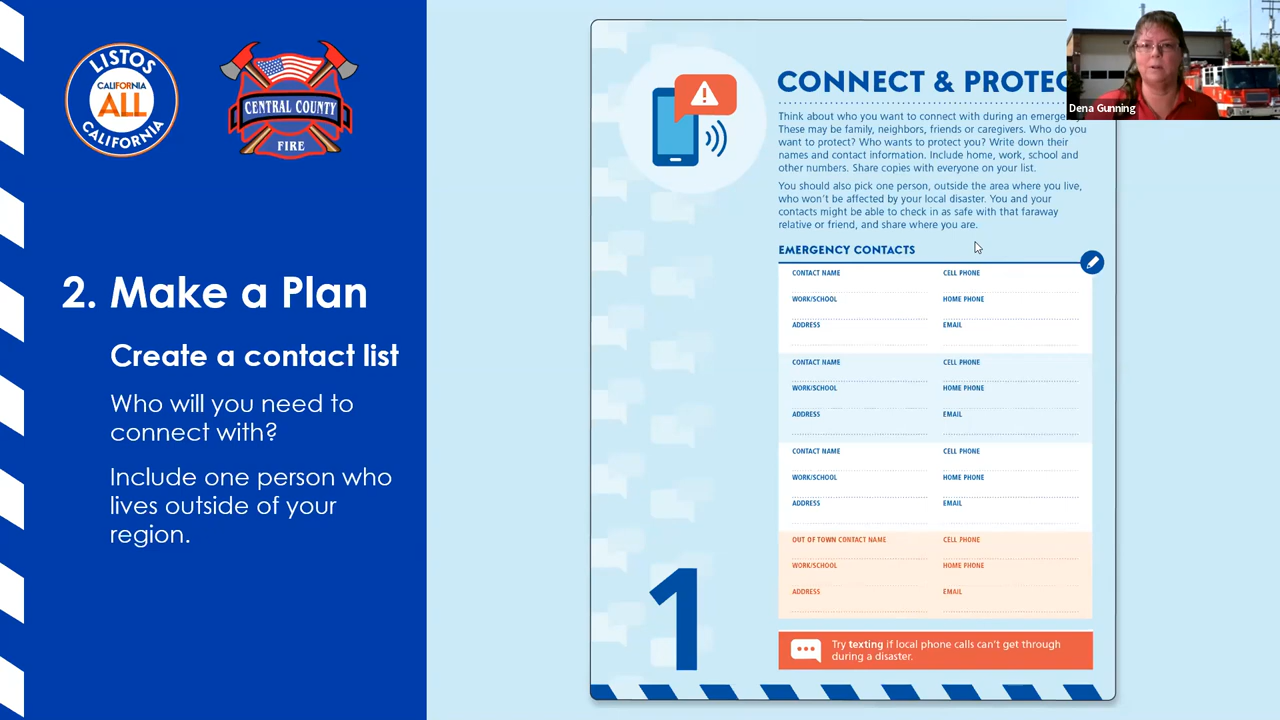 LISTOS
CALIFORNIA
ALL
CALIFORNIA
CENTRAL COUNTY
FIRE
2. Make a Plan
Create a contact list
Who will you need to
connect with?
Include one person who
lives outside of your
region.
CONNECT & PROTEC
Dena Gunning
Think about who you want to connect with during an emergency.
These may be family, neighbors, friends or caregivers. Who do you
want to protect? Who wants to protect you? Write down their
names and contact information. Include home, work, school and
other numbers. Share copies with everyone on your list.
You should also pick one person, outside the area where you live,
who won't be affected by your local disaster. You and your
contacts might be able to check in as safe with that faraway
relative or friend, and share where you are.
EMERGENCY CONTACTS
CONTACT NAME CELL PHONE
WORK/SCHOOL HOME PHONE
ADDRESS EMAIL
CONTACT NAME CELL PHONE
WORK/SCHOOL HOME PHONE
ADDRESS EMAIL
CONTACT NAME CELL PHONE
WORK/SCHOOL HOME PHONE
ADDRESS EMAIL
OUT OF TOWN CONTACT NAME CELL PHONE
WORK/SCHOOL HOME PHONE
ADDRESS EMAIL
1
Try texting if local phone calls can't get through
during a disaster.